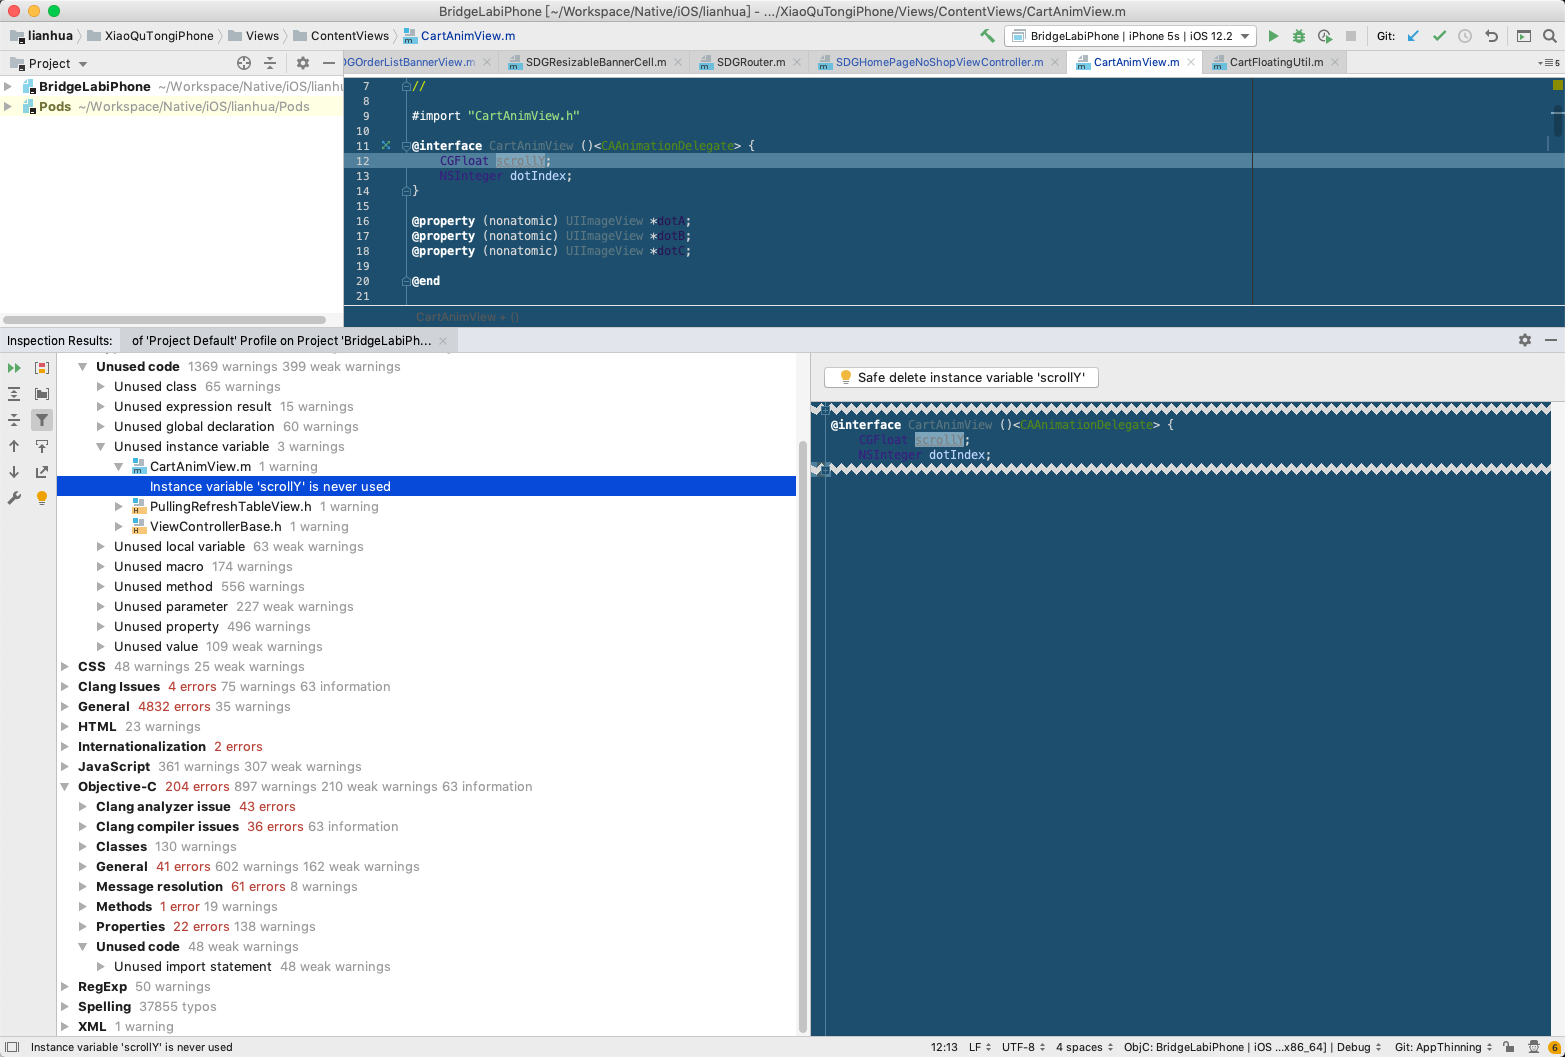 BridgeLabiPhone [~/Workspace/Native/iOS/lianhua] - .../XiaoQuTongiPhone/Views/ContentViews/CartAnimView.m
lianhua XiaoQuTongiPhone Views ContentViews CartAnimView.m BridgeLabiPhone | iPhone 5s | iOS 12.2 Git:
Project
DGOrderListBannerView.m SDGResizableBannerCell.m SDGRouter.m SDGHomePageNoShopViewController.m CartAnimView.m CartFloatingUtil.m 5
BridgeLabiPhone ~/Workspace/Native/iOS/lianhu
Pods ~/Workspace/Native/iOS/lianhua/Pods
7 //
8
9 #import "CartAnimView.h"
10
11 @interface CartAnimView ()<CAAnimationDelegate> {
12 CGFloat scrollY;
13 NSInteger dotIndex;
14 }
15
16 @property (nonatomic) UIImageView *dotA;
17 @property (nonatomic) UIImageView *dotB;
18 @property (nonatomic) UIImageView *dotC;
19
20 @end
21
CartAnimView + ()
Inspection Results: of 'Project Default' Profile on Project 'BridgeLabiPh...
Unused code 1369 warnings 399 weak warnings
Unused class 65 warnings
Unused expression result 15 warnings
Unused global declaration 60 warnings
Unused instance variable 3 warnings
CartAnimView.m 1 warning
Instance variable 'scrollY' is never used
PullingRefreshTableView.h 1 warning
ViewControllerBase.h 1 warning
Unused local variable 63 weak warnings
Unused macro 174 warnings
Unused method 556 warnings
Unused parameter 227 weak warnings
Unused property 496 warnings
Unused value 109 weak warnings
CSS 48 warnings 25 weak warnings
Clang Issues 4 errors 75 warnings 63 information
General 4832 errors 35 warnings
HTML 23 warnings
Internationalization 2 errors
JavaScript 361 warnings 307 weak warnings
Objective-C 204 errors 897 warnings 210 weak warnings 63 information
Clang analyzer issue 43 errors
Clang compiler issues 36 errors 63 information
Classes 130 warnings
General 41 errors 602 warnings 162 weak warnings
Message resolution 61 errors 8 warnings
Methods 1 error 19 warnings
Properties 22 errors 138 warnings
Unused code 48 weak warnings
Unused import statement 48 weak warnings
RegExp 50 warnings
Spelling 37855 typos
XML 1 warning
Safe delete instance variable 'scrollY'
@interface CartAnimView ()<CAAnimationDelegate> {
CGFloat scrollY;
NSInteger dotIndex;
Instance variable 'scrollY' is never used 12:13 LF UTF-8 4 spaces ObjC: BridgeLabiPhone | iOS ...x86_64] | Debug Git: AppThinning 6